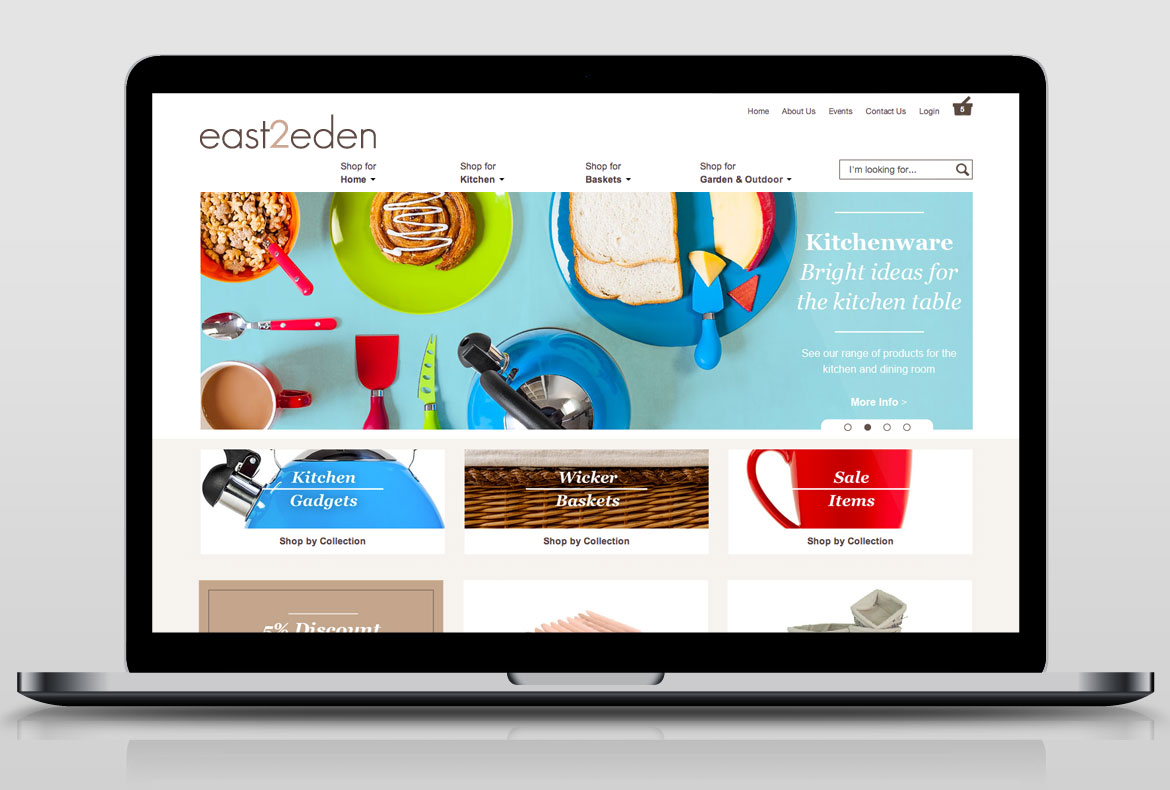 Home About Us Events Contact Us Login 5
east2eden
Shop for
Home
Shop for
Kitchen
Shop for
Baskets
Shop for
Garden & Outdoor
I'm looking for...
Kitchenware
Bright ideas for
the kitchen table
See our range of products for the
kitchen and dining room
More Info >
Kitchen
Gadgets
Shop by Collection
Wicker
Baskets
Shop by Collection
Sale
Items
Shop by Collection
5% Discount